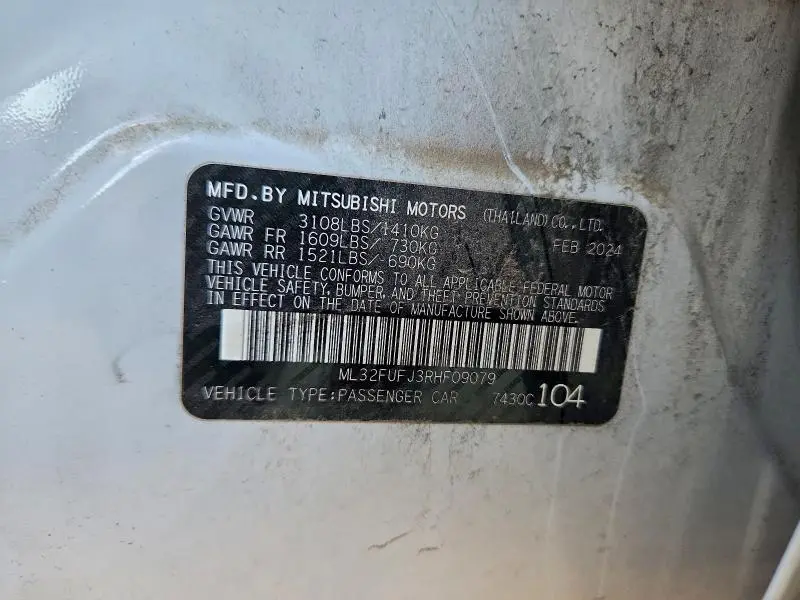 MFD.BY MITSUBISHI MOTORS (THAILAND) CO., LTD.
GVWR 3108LBS/1410KG FEB 2024
GAWR FR 1609LBS/ 730KG
GAWR RR 1521LBS/ 690KG
THIS VEHICLE CONFORMS TO ALL APPLICABLE FEDERAL MOTOR
VEHICLE SAFETY, BUMPER, AND THEFT PREVENTION STANDARDS
IN EFFECT ON THE DATE OF MANUFACTURE SHOWN ABOVE.
ML32FUFJ3RHF09079
VEHICLE TYPE:PASSENGER CAR 7430C 104